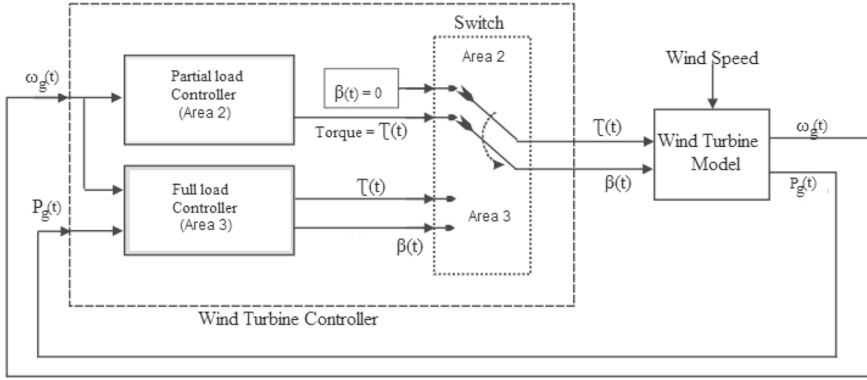 Switch
Area 2
ω_g(t)
Partial load
Controller
(Area 2)
β(t) = 0
Torque = Ʈ(t)
Wind Speed
Ʈ(t)
Wind Turbine
Model
ω_g(t)
β(t)
P_g(t)
P_g(t)
Full load
Controller
(Area 3)
Ʈ(t)
β(t)
Area 3
Wind Turbine Controller